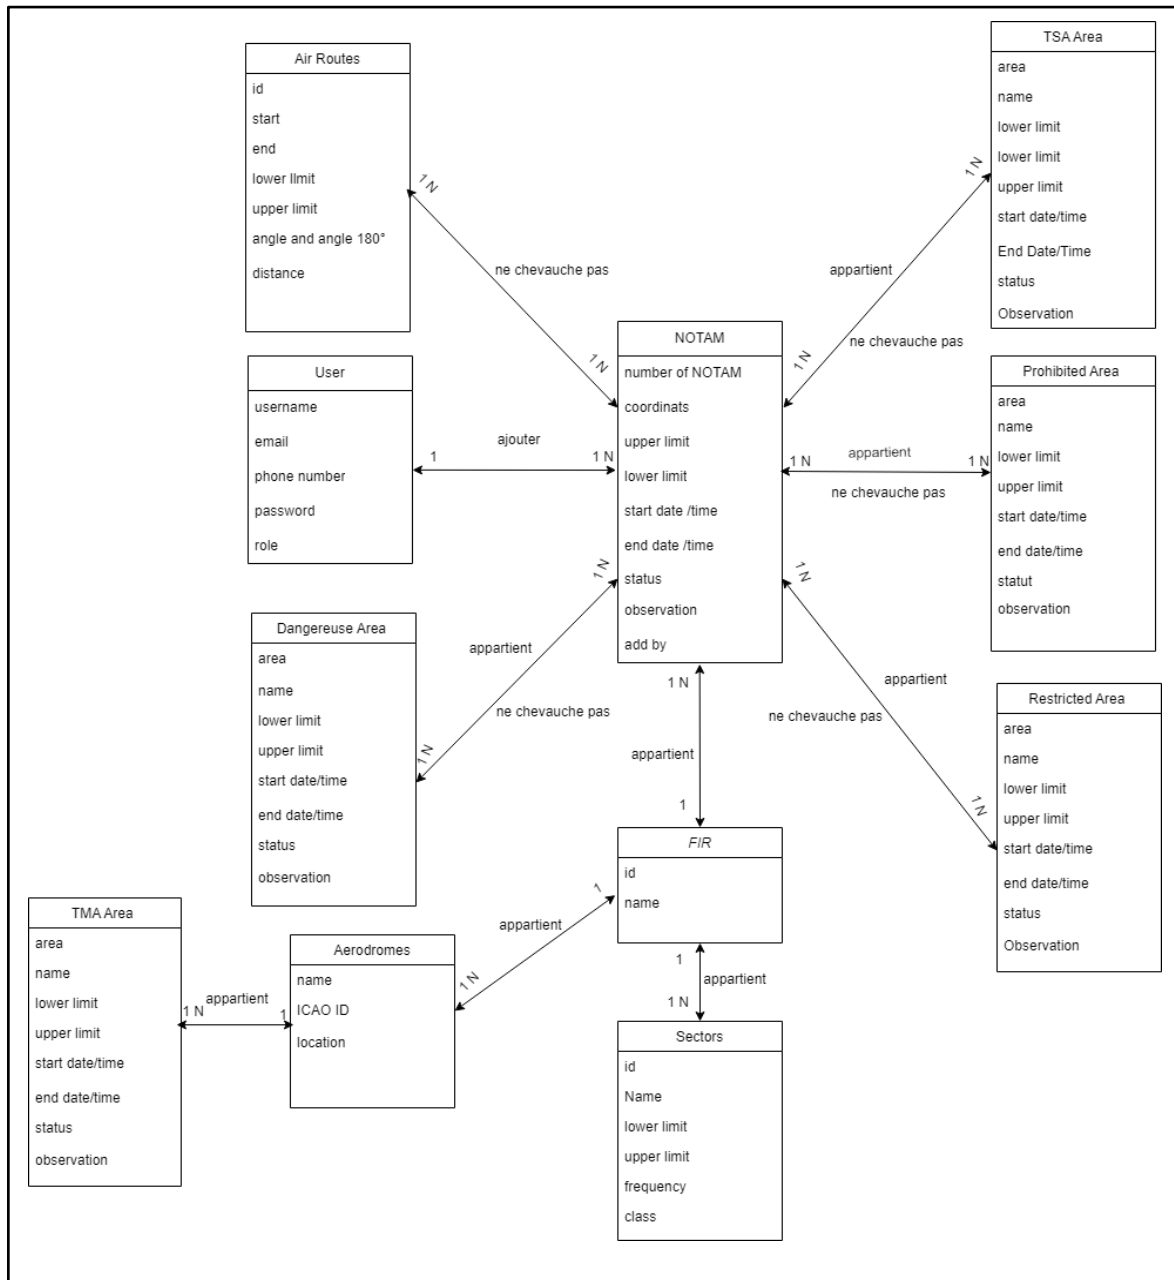 Air Routes
id
start
end
lower lImit
upper limit
angle and angle 180°
distance
TSA Area
area
name
lower limit
lower limit
upper limit
start date/time
End Date/Time
status
Observation
1 N
ne chevauche pas
1 N
1 N
appartient
ne chevauche pas
1 N
NOTAM
number of NOTAM
coordinats
upper limit
lower limit
start date /time
end date /time
status
observation
add by
User
username
email
phone number
password
role
ajouter
1
1 N
Prohibited Area
area
name
lower limit
upper limit
start date/time
end date/time
statut
observation
appartient
1 N
1 N
ne chevauche pas
Dangereuse Area
area
name
lower limit
upper limit
start date/time
end date/time
status
observation
1 N
appartient
ne chevauche pas
1 N
1 N
appartient
ne chevauche pas
1 N
Restricted Area
area
name
lower limit
upper limit
start date/time
end date/time
status
Observation
1 N
appartient
1
FIR
id
name
1
appartient
1 N
TMA Area
area
name
lower limit
upper limit
start date/time
end date/time
status
observation
appartient
1 N
1
Aerodromes
name
ICAO ID
location
1
appartient
1 N
Sectors
id
Name
lower limit
upper limit
frequency
class